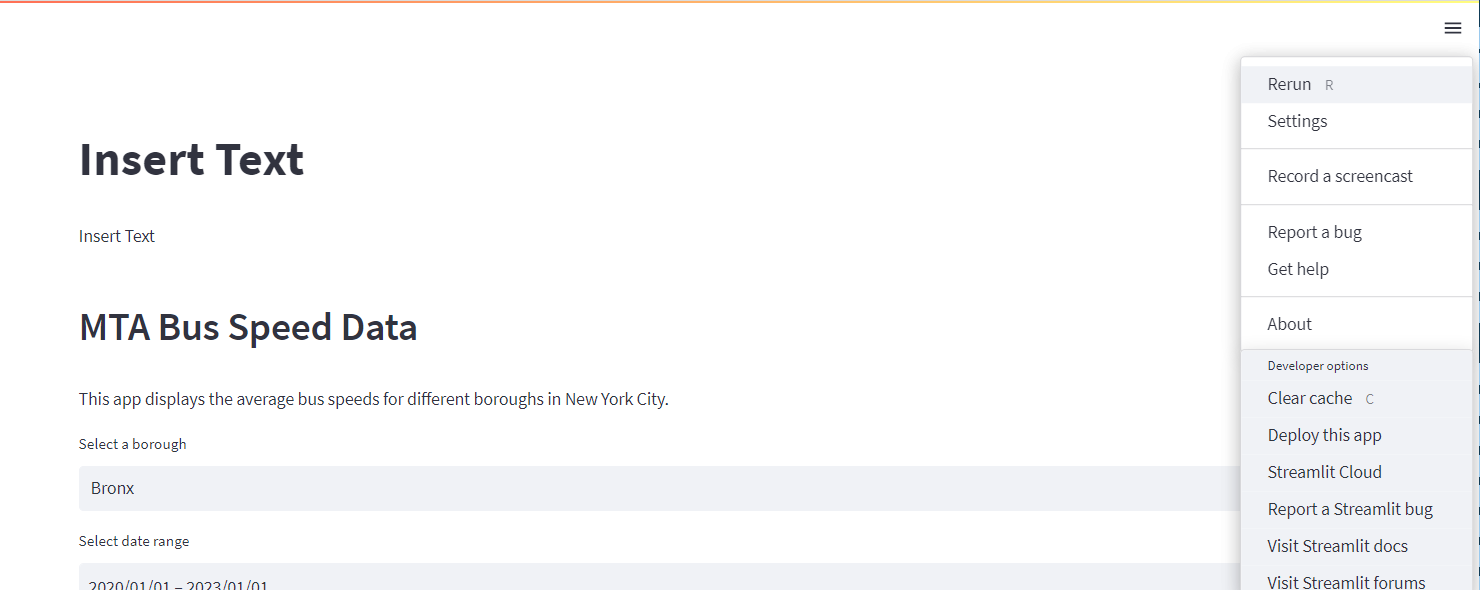 Insert Text
Insert Text
MTA Bus Speed Data
This app displays the average bus speeds for different boroughs in New York City.
Select a borough
Bronx
Select date range
2020/01/01 – 2023/01/01
Rerun R
Settings
Record a screencast
Report a bug
Get help
About
Developer options
Clear cache C
Deploy this app
Streamlit Cloud
Report a Streamlit bug
Visit Streamlit docs
Visit Streamlit forums